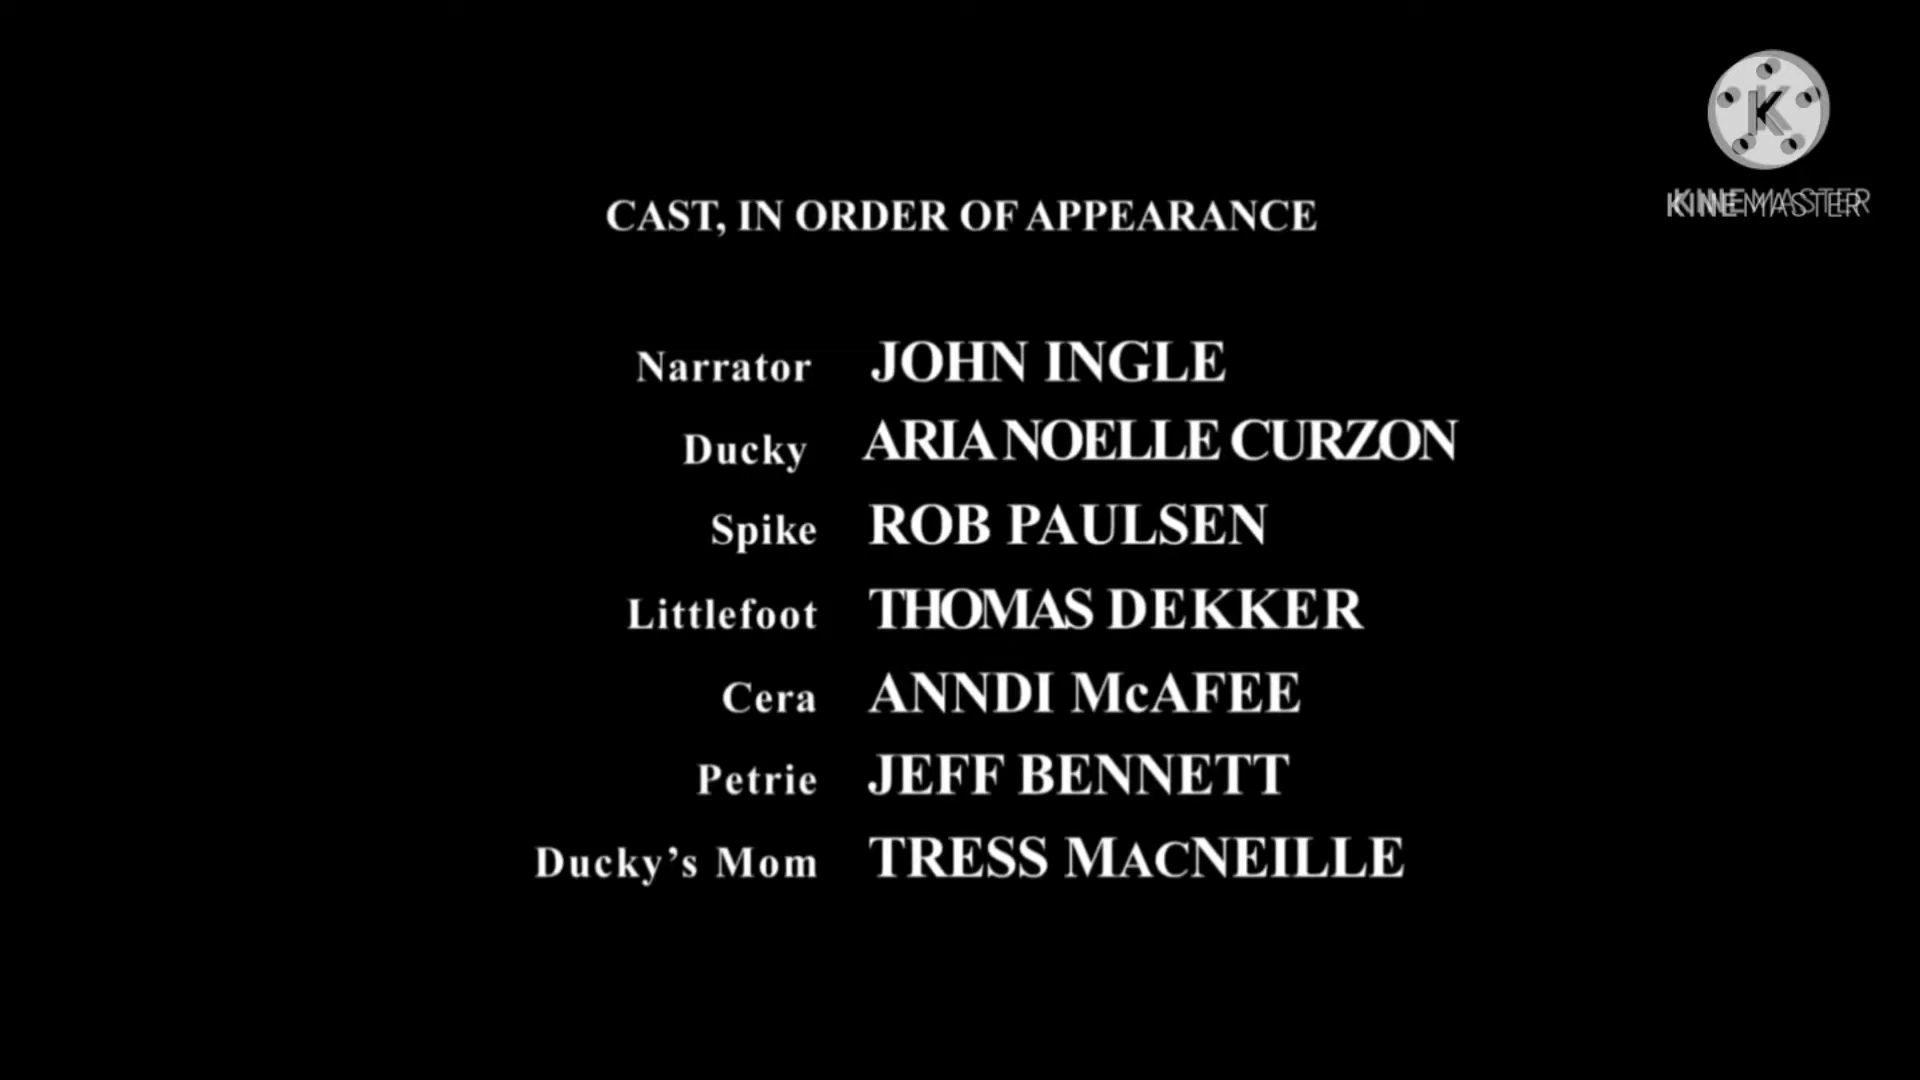 K
KINEMASTER
CAST, IN ORDER OF APPEARANCE
Narrator JOHN INGLE
Ducky ARIA NOELLE CURZON
Spike ROB PAULSEN
Littlefoot THOMAS DEKKER
Cera ANNDI McAFEE
Petrie JEFF BENNETT
Ducky’s Mom TRESS MACNEILLE